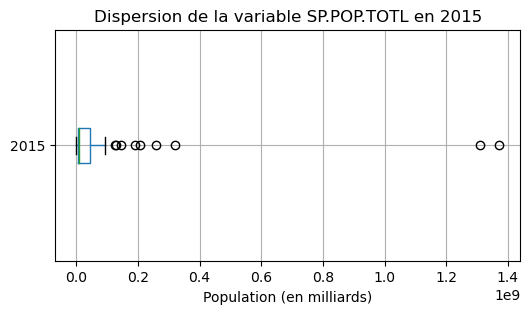 Dispersion de la variable SP.POP.TOTL en 2015
2015
0.0 0.2 0.4 0.6 0.8 1.0 1.2 1.4
1e9
Population (en milliards)